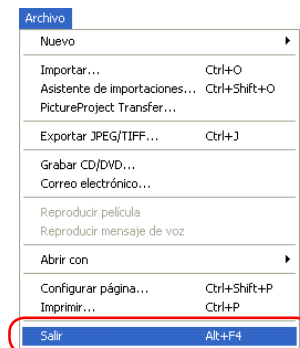 Archivo
Nuevo
Importar... Ctrl+O
Asistente de importaciones... Ctrl+Shift+O
PictureProject Transfer...
Exportar JPEG/TIFF... Ctrl+J
Grabar CD/DVD...
Correo electrónico...
Reproducir película
Reproducir mensaje de voz
Abrir con
Configurar página... Ctrl+Shift+P
Imprimir... Ctrl+P
Salir Alt+F4